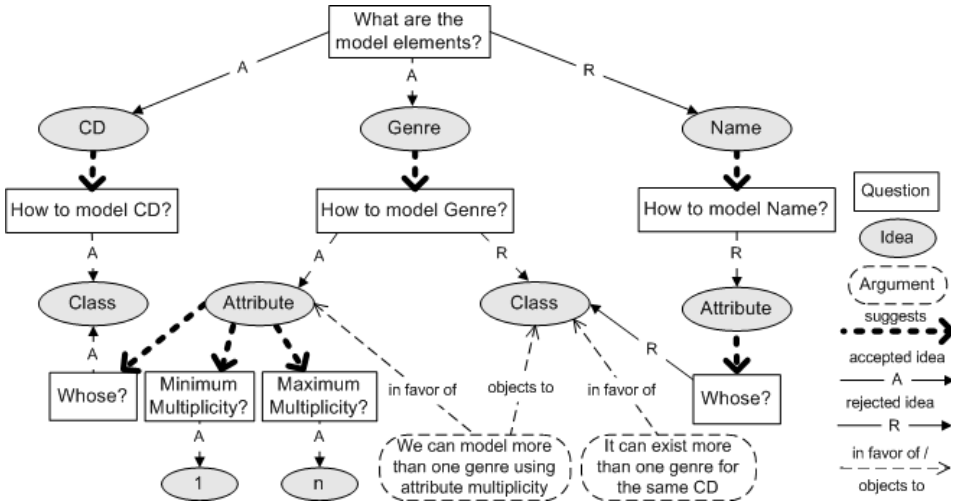 What are the
model elements?
A
A
R
CD
Genre
Name
How to model CD?
How to model Genre?
How to model Name?
Question
Idea
Argument
suggests
accepted idea
A
rejected idea
R
in favor of /
objects to
A
A
R
R
Class
Attribute
Class
Attribute
A
R
Whose?
Minimum
Multiplicity?
Maximum
Multiplicity?
in favor of
objects to
in favor of
Whose?
A
A
1
n
We can model more
than one genre using
attribute multiplicity
It can exist more
than one genre for
the same CD